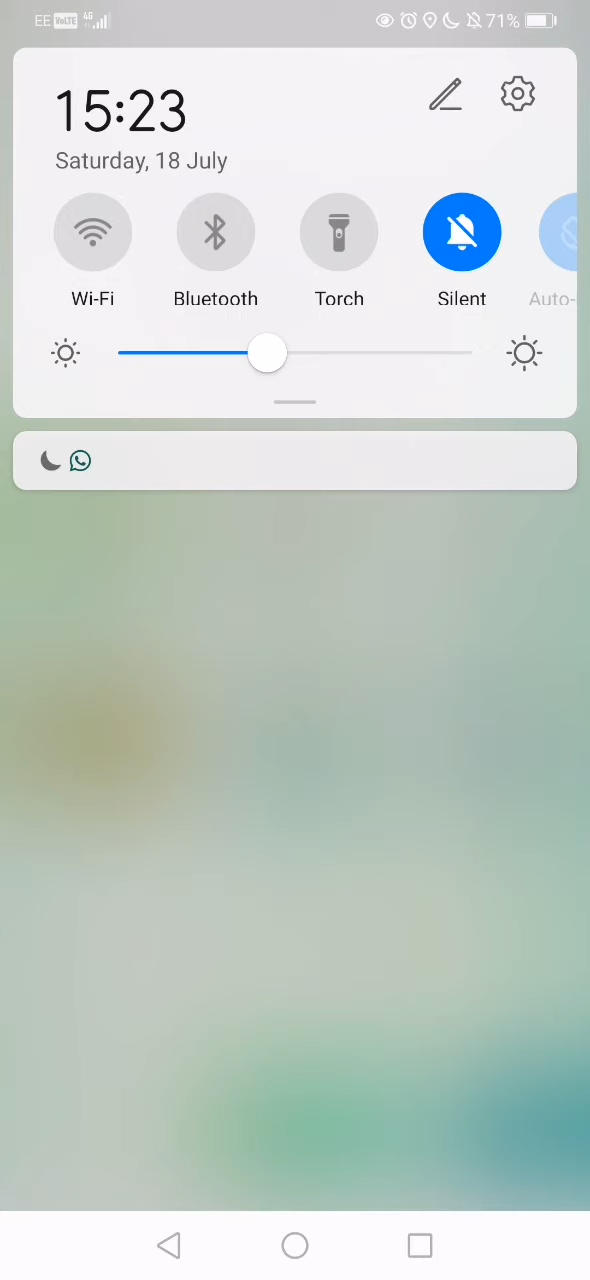 EE VoLTE 4G 71%
15:23
Saturday, 18 July
Wi-Fi Bluetooth Torch Silent Auto-